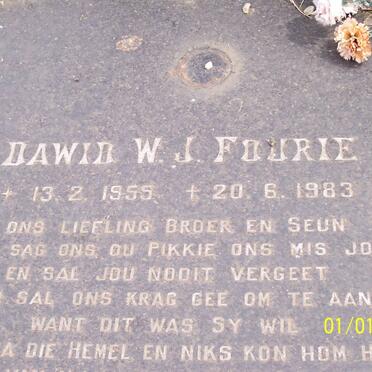 DAWID W. J. FOURIE
+ 13.2.1955 + 20.6.1983
ONS LIEFLING BROER EN SEUN
SAG ONS OU PIKKIE ONS MIS JO
EN SAL JOU NOOIT VERGEET
SAL ONS KRAG GEE OM TE AAN
WANT DIT WAS SY WIL
01/01
A DIE HEMEL EN NIKS KON HOM H